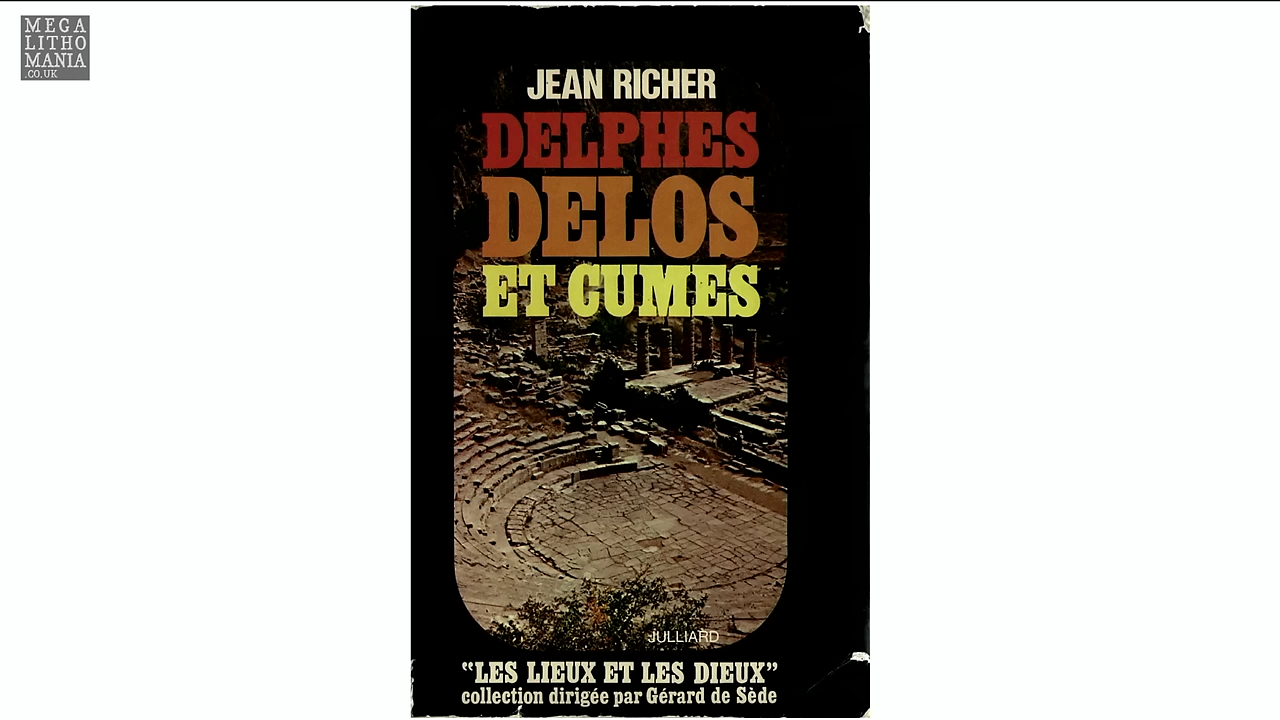 MEGA
LITHO
MANIA
.CO.UK
JEAN RICHER
DELPHES
DELOS
ET CUMES
JULLIARD
“LES LIEUX ET LES DIEUX”
collection dirigée par Gérard de Sède